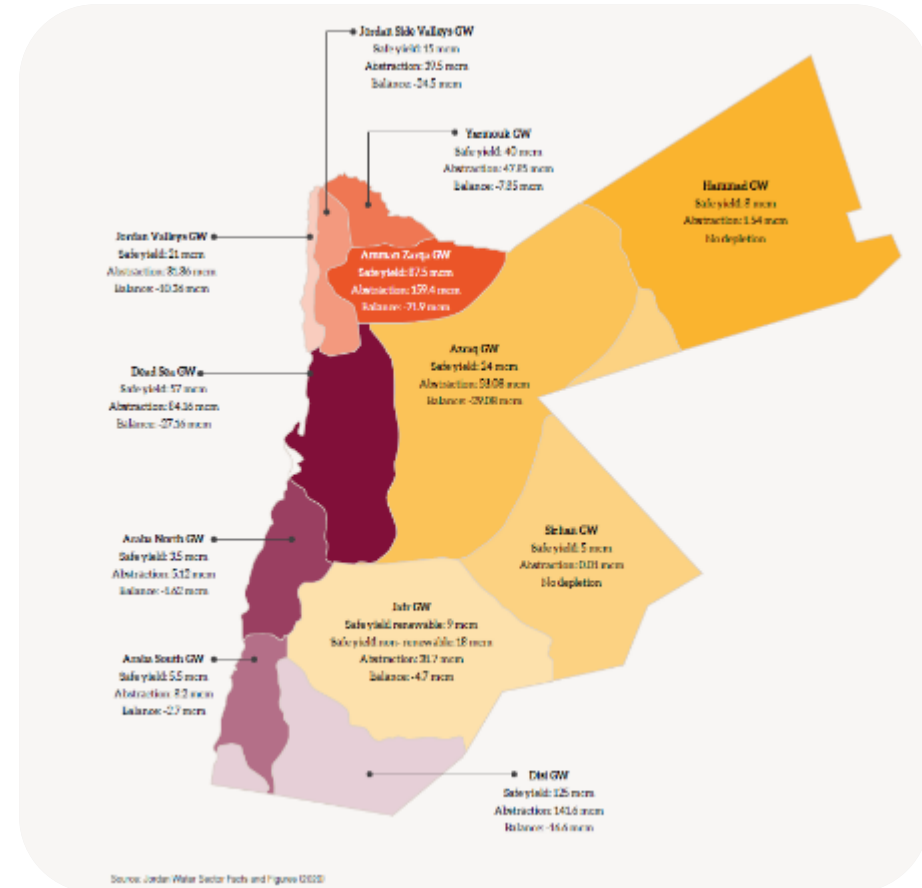 Jordan Side Valleys GW
Safe yield: 15 mcm
Abstraction: 39.5 mcm
Balance: -24.5 mcm
Yarmouk GW
Safe yield: 40 mcm
Abstraction: 47.85 mcm
Balance: -7.85 mcm
Hammad GW
Safe yield: 8 mcm
Abstraction: 1.54 mcm
No depletion
Jordan Valleys GW
Safe yield: 21 mcm
Abstraction:
Balance: -10.36 mcm
Amman Zarqa GW
Safe yield: 87.5 mcm
Abstraction: 159.4 mcm
Balance: -71.9 mcm
Azraq GW
Safe yield: 24 mcm
Abstraction: 53.08 mcm
Balance: -29.08 mcm
Dead Sea GW
Safe yield: 57 mcm
Abstraction: 84.16 mcm
Balance: -27.16 mcm
Araba North GW
Safe yield: 3.5 mcm
Abstraction: 5.12 mcm
Balance: -1.62 mcm
Sirhan GW
Safe yield: 5 mcm
Abstraction: 0.01 mcm
No depletion
Jafr GW
Safe yield renewable: 9 mcm
Safe yield non- renewable: 18 mcm
Abstraction: 31.7 mcm
Balance: -4.7 mcm
Araba South GW
Safe yield: 5.5 mcm
Abstraction: 8.2 mcm
Balance: -2.7 mcm
Disi GW
Safe yield: 125 mcm
Abstraction: 141.6 mcm
Balance: -16.6 mcm
Source: Jordan Water Sector Facts and Figures (2020)